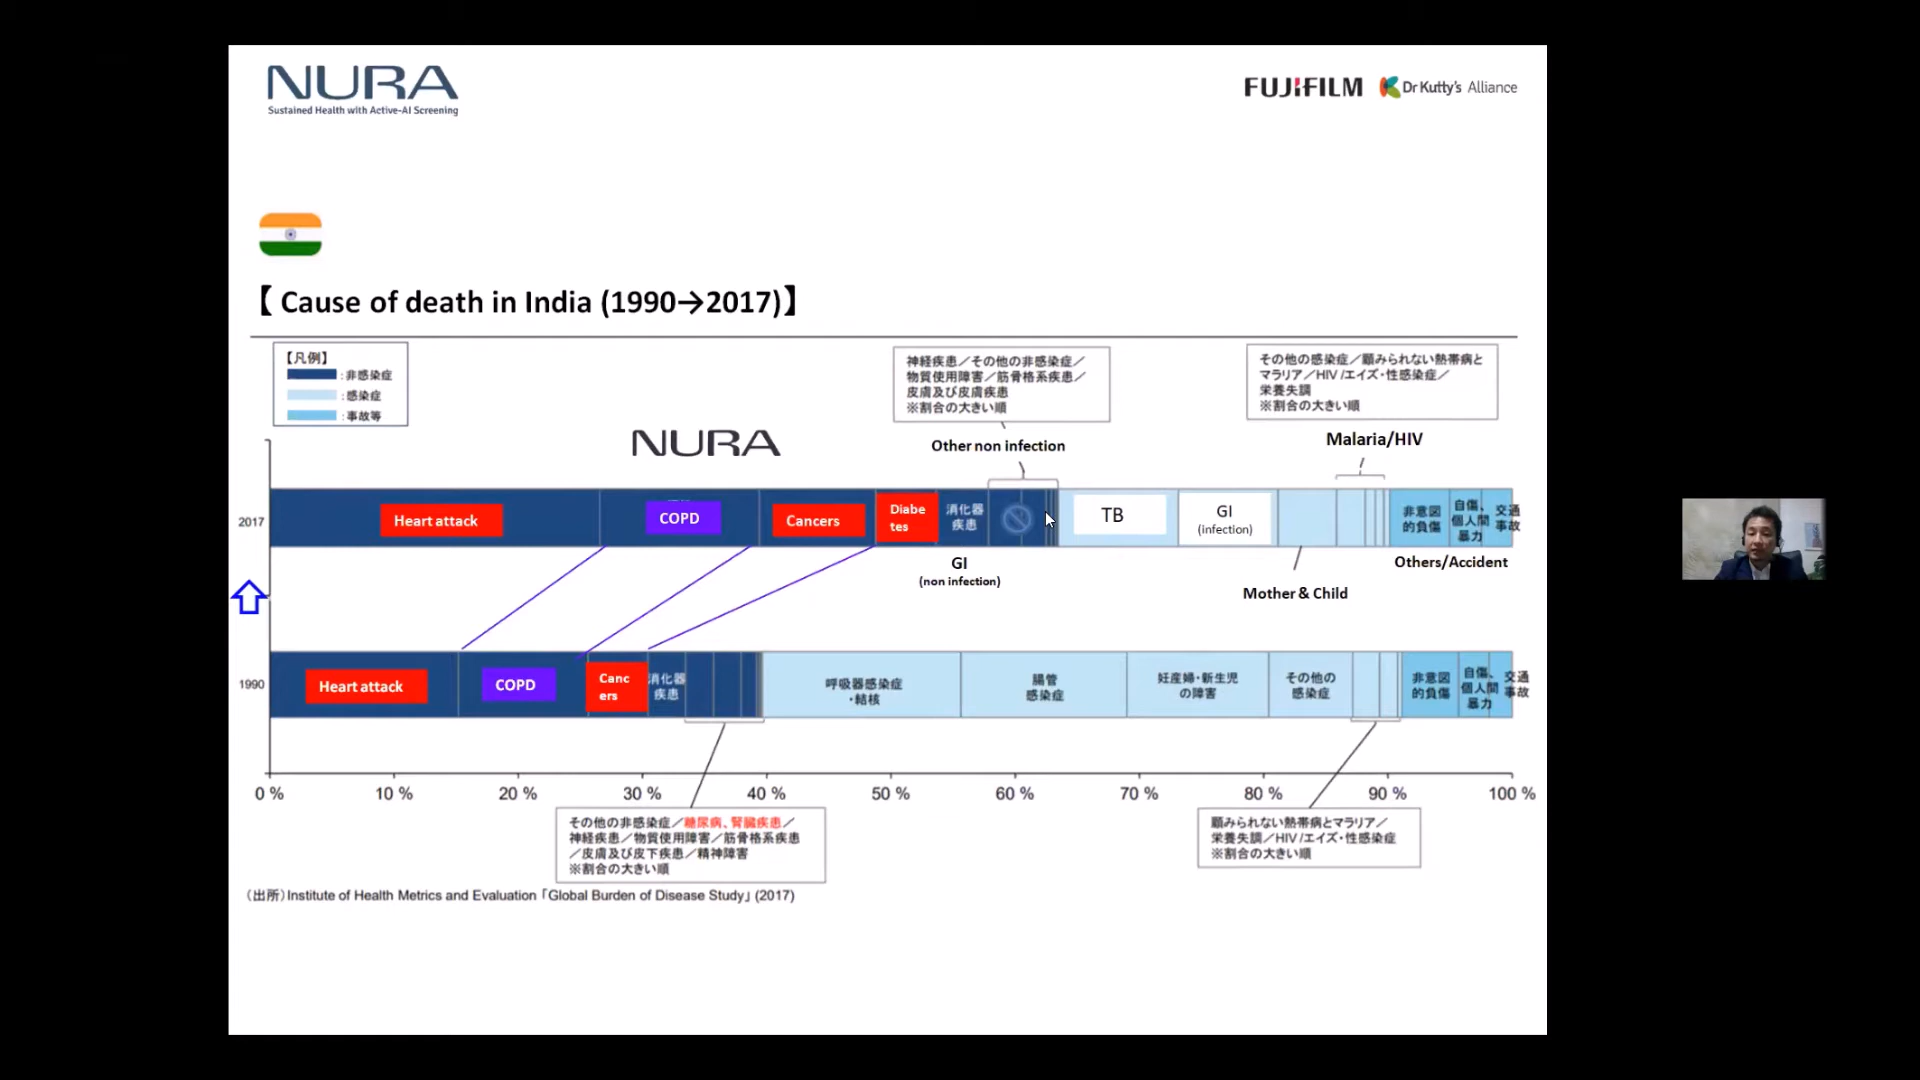 NURA
Sustained Health with Active-AI Screening
FUJIFILM
Dr Kutty's Alliance
【 Cause of death in India (1990→2017)】
【凡例】
：非感染症
：感染症
：事故等
神経疾患／その他の非感染症／
物質使用障害／筋骨格系疾患／
皮膚及び皮膚疾患
※割合の大きい順
その他の感染症／顧みられない熱帯病と
マラリア／HIV /エイズ・性感染症／
栄養失調
※割合の大きい順
NURA
Other non infection
Malaria/HIV
2017
Heart attack
COPD
Cancers
Diabe
tes
消化器
疾患
TB
GI
(infection)
非意図
的負傷
自傷、
個人間
暴力
交通
事故
GI
(non infection)
Mother & Child
Others/Accident
1990
Heart attack
COPD
Canc
ers
消化器
疾患
呼吸器感染症
・結核
腸管
感染症
妊産婦・新生児
の障害
その他の
感染症
非意図
的負傷
自傷、
個人間
暴力
交通
事故
0 %
10 %
20 %
30 %
40 %
50 %
60 %
70 %
80 %
90 %
100 %
その他の非感染症／糖尿病、腎臓疾患／
神経疾患／物質使用障害／筋骨格系疾患
／皮膚及び皮下疾患／精神障害
※割合の大きい順
顧みられない熱帯病とマラリア／
栄養失調／HIV /エイズ・性感染症
※割合の大きい順
（出所）Institute of Health Metrics and Evaluation 「Global Burden of Disease Study」 (2017)